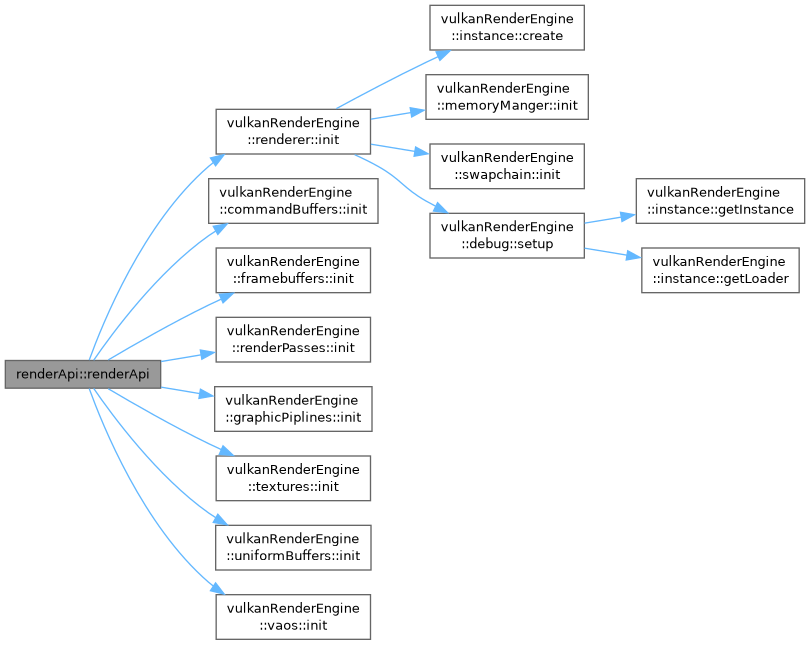 vulkanRenderEngine
::instance::create
vulkanRenderEngine
::memoryManger::init
vulkanRenderEngine
::renderer::init
vulkanRenderEngine
::swapchain::init
vulkanRenderEngine
::commandBuffers::init
vulkanRenderEngine
::instance::getInstance
vulkanRenderEngine
::debug::setup
vulkanRenderEngine
::framebuffers::init
vulkanRenderEngine
::instance::getLoader
vulkanRenderEngine
::renderPasses::init
renderApi::renderApi
vulkanRenderEngine
::graphicPiplines::init
vulkanRenderEngine
::textures::init
vulkanRenderEngine
::uniformBuffers::init
vulkanRenderEngine
::vaos::init